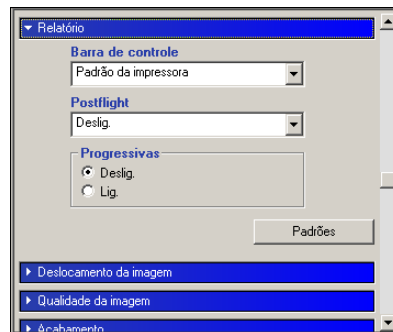 Relatório
Barra de controle
Padrão da impressora
Postflight
Deslig.
Progressivas
Deslig.
Lig.
Padrões
Deslocamento da imagem
Qualidade da imagem
Acabamento